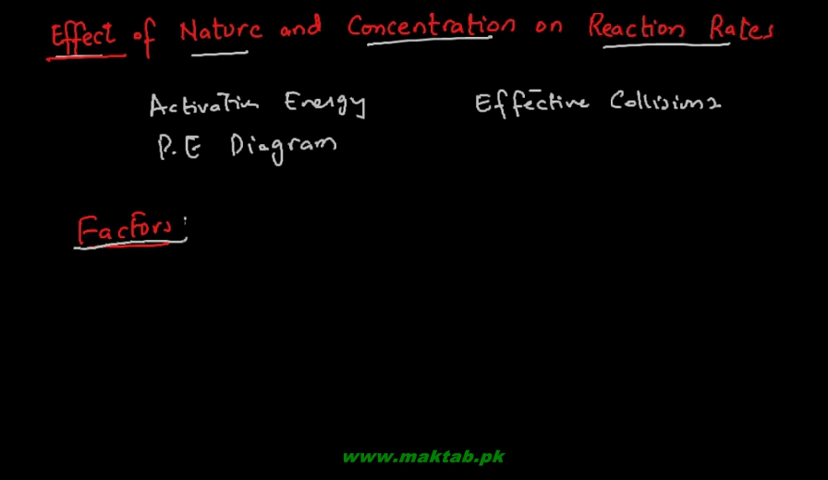 Effect of Nature and Concentration on Reaction Rates
Activation Energy Effective Collisions
P.E Diagram
Factors:
www.maktab.pk